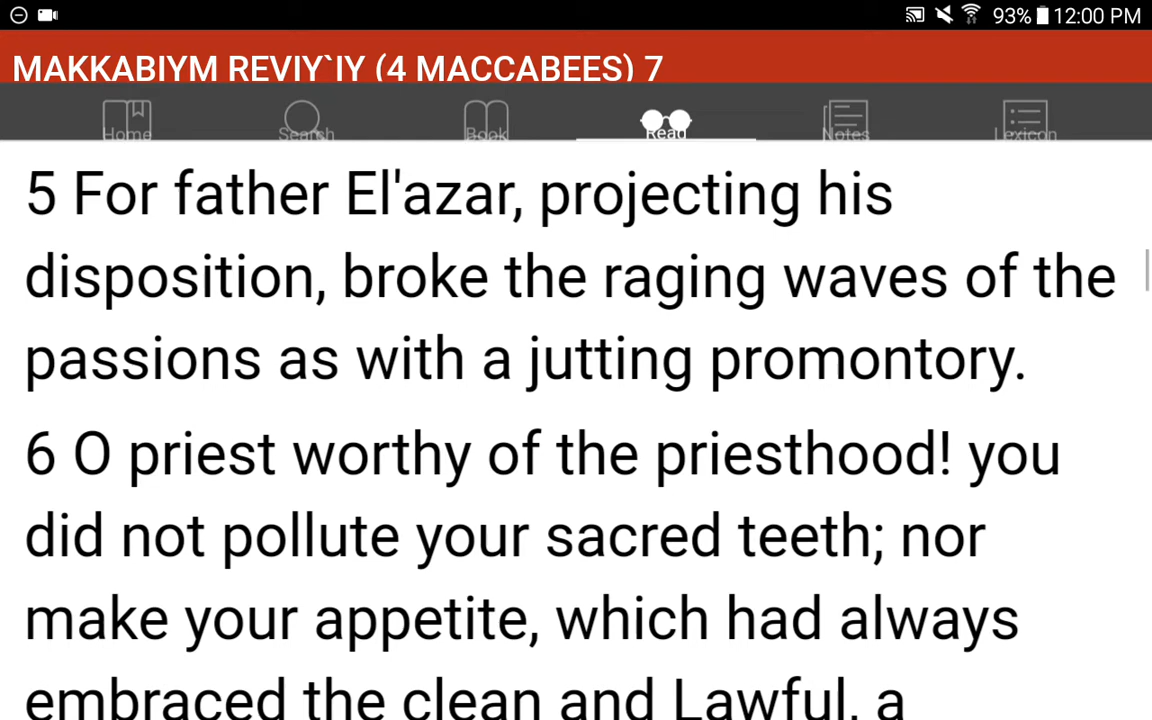 93% 12:00 PM
MAKKABIYM REVIY`IY (4 MACCABEES) 7
Home Search Book Read Notes Lexicon
5 For father El'azar, projecting his
disposition, broke the raging waves of the
passions as with a jutting promontory.
6 O priest worthy of the priesthood! you
did not pollute your sacred teeth; nor
make your appetite, which had always
embraced the clean and Lawful, a